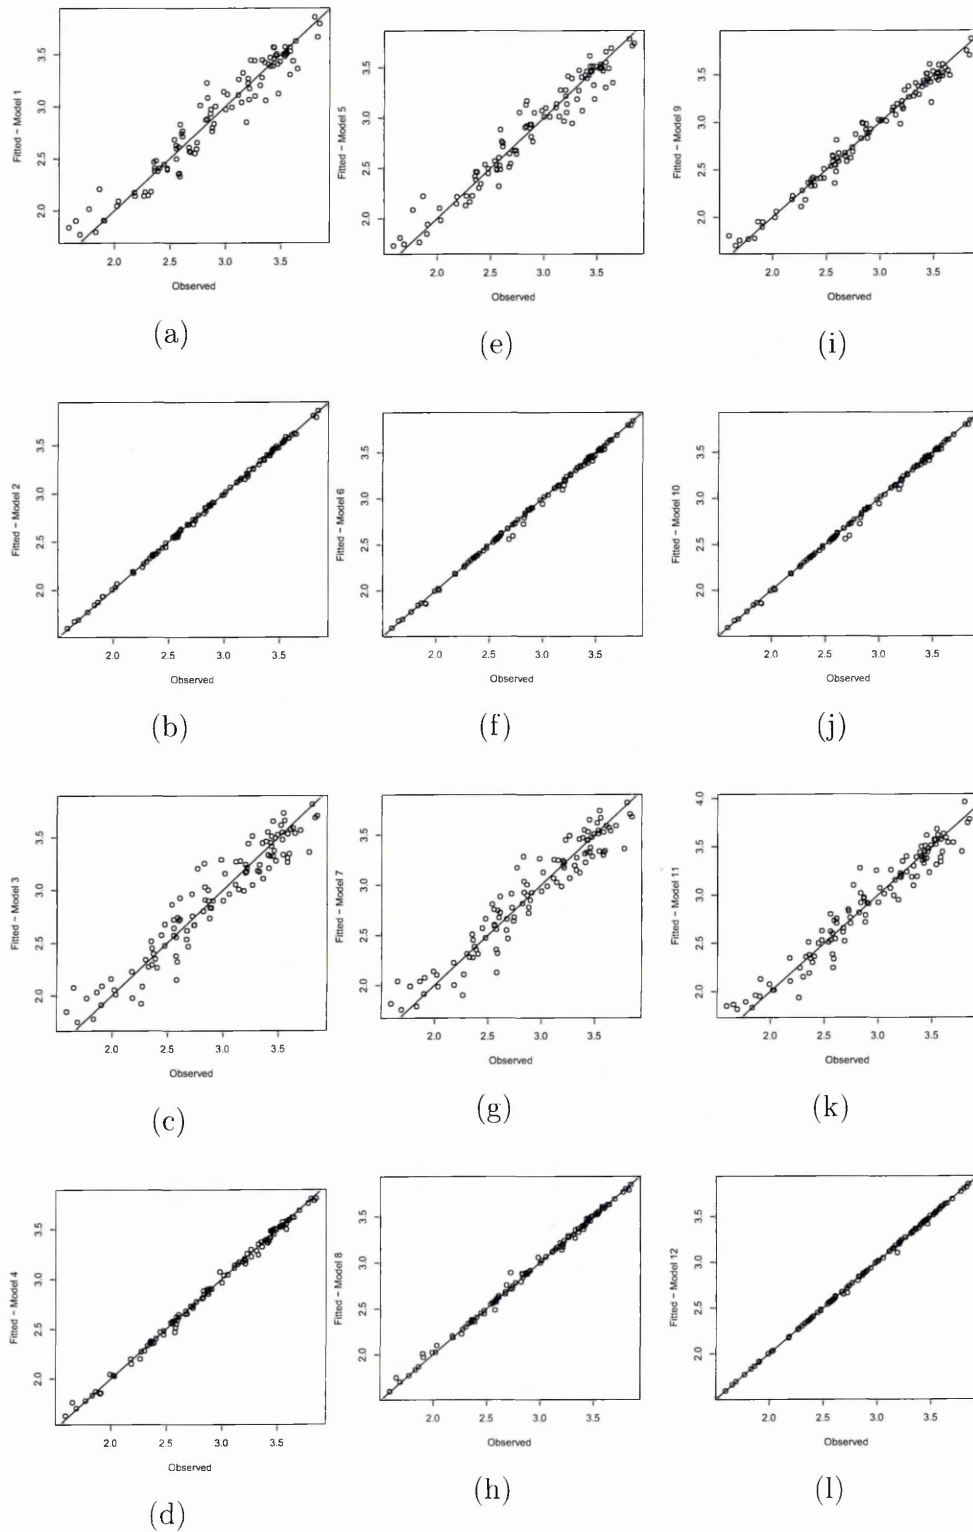 Fitted − Model 1
2.0 2.5 3.0 3.5
2.0 2.5 3.0 3.5
Observed
(a)
Fitted − Model 5
2.0 2.5 3.0 3.5
2.0 2.5 3.0 3.5
Observed
(e)
Fitted − Model 9
2.0 2.5 3.0 3.5
2.0 2.5 3.0 3.5
Observed
(i)
Fitted − Model 2
2.0 2.5 3.0 3.5
2.0 2.5 3.0 3.5
Observed
(b)
Fitted − Model 6
2.0 2.5 3.0 3.5
2.0 2.5 3.0 3.5
Observed
(f)
Fitted − Model 10
2.0 2.5 3.0 3.5
2.0 2.5 3.0 3.5
Observed
(j)
Fitted − Model 3
2.0 2.5 3.0 3.5
2.0 2.5 3.0 3.5
Observed
(c)
Fitted − Model 7
2.0 2.5 3.0 3.5
2.0 2.5 3.0 3.5
Observed
(g)
Fitted − Model 11
2.0 2.5 3.0 3.5 4.0
2.0 2.5 3.0 3.5
Observed
(k)
Fitted − Model 4
2.0 2.5 3.0 3.5
2.0 2.5 3.0 3.5
Observed
(d)
Fitted − Model 8
2.0 2.5 3.0 3.5
2.0 2.5 3.0 3.5
Observed
(h)
Fitted − Model 12
2.0 2.5 3.0 3.5
2.0 2.5 3.0 3.5
Observed
(l)